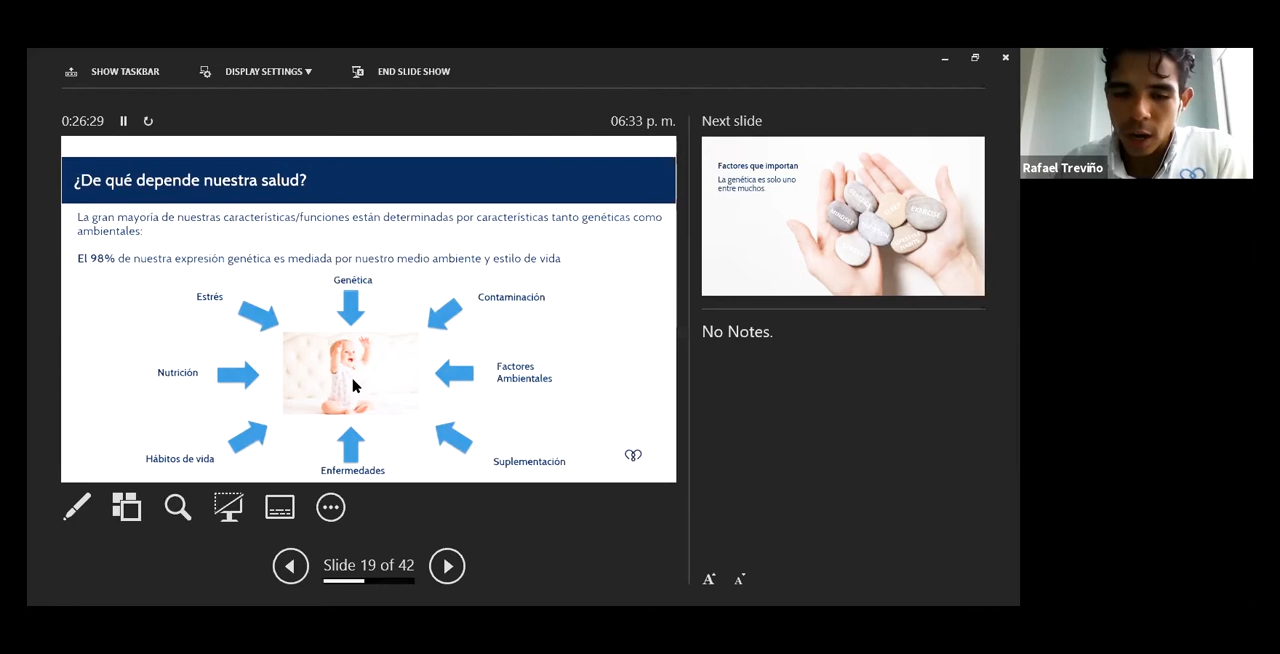 SHOW TASKBAR
DISPLAY SETTINGS ▼
END SLIDE SHOW
0:26:29
06:33 p. m.
¿De qué depende nuestra salud?
La gran mayoría de nuestras características/funciones están determinadas por características tanto genéticas como
ambientales:
El 98% de nuestra expresión genética es mediada por nuestro medio ambiente y estilo de vida
Genética
Estrés
Contaminación
Nutrición
Factores
Ambientales
Hábitos de vida
Suplementación
Enfermedades
Slide 19 of 42
Next slide
Factores que importan
La genética es solo uno
entre muchos
MINDSET
EXERCISE
No Notes.
A A
Rafael Treviño